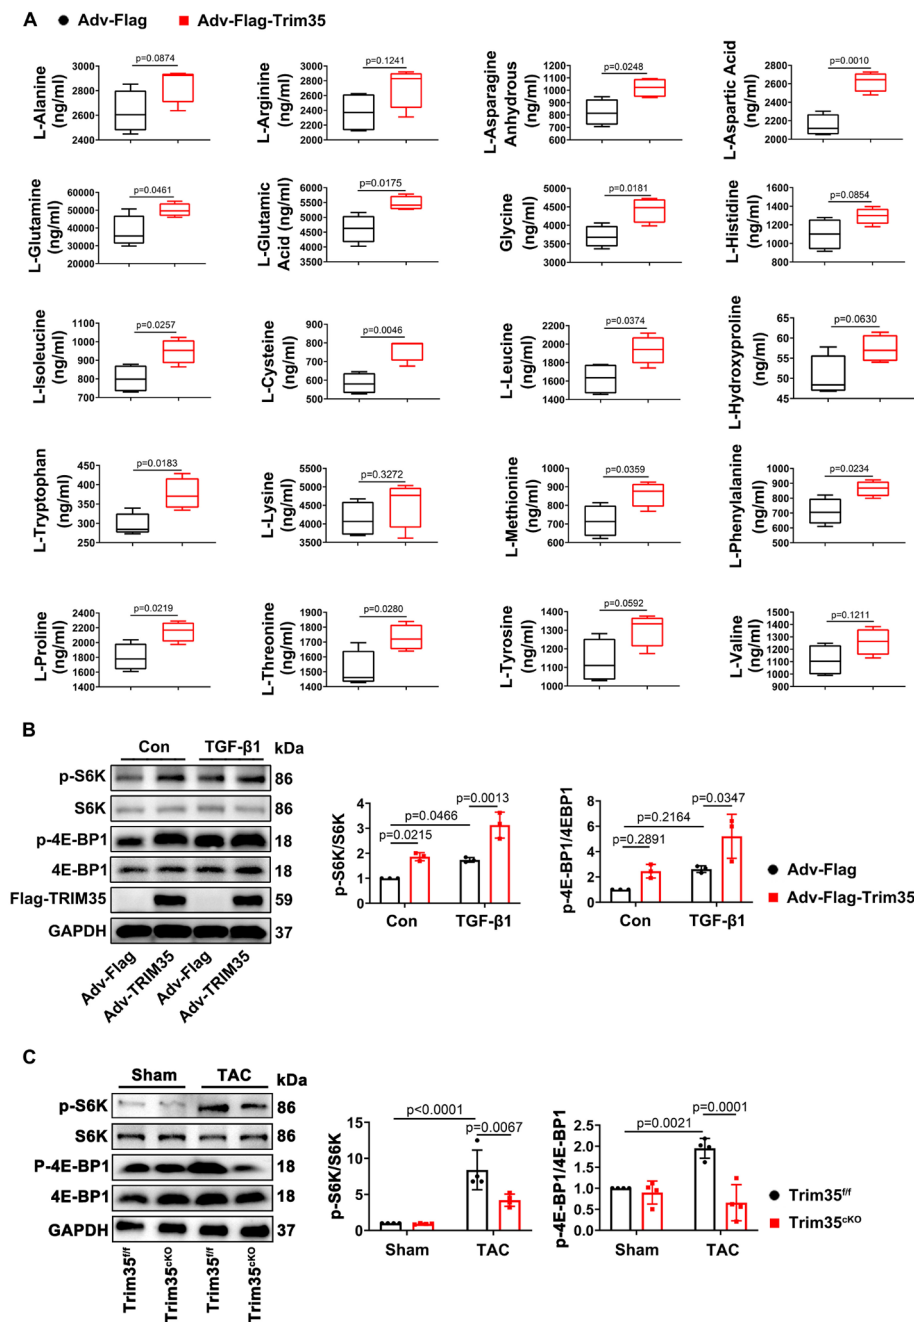 A
Adv-Flag
Adv-Flag-Trim35
L-Alanine
(ng/ml)
3000
2800
2600
2400
p=0.0874
L-Arginine
(ng/ml)
3000
2800
2600
2400
2200
2000
p=0.1241
L-Asparagine
Anhydrous
(ng/ml)
1200
1000
800
600
p=0.0248
L-Aspartic Acid
(ng/ml)
2800
2600
2400
2200
2000
p=0.0010
L-Glutamine
(ng/ml)
60000
50000
40000
30000
20000
p=0.0461
L-Glutamic
Acid(ng/ml)
6000
5500
5000
4500
4000
3500
p=0.0175
Glycine
(ng/ml)
5000
4500
4000
3500
3000
p=0.0181
L-Histidine
(ng/ml)
1600
1400
1200
1000
800
p=0.0854
L-Isoleucine
(ng/ml)
1100
1000
900
800
700
p=0.0257
L-Cysteine
(ng/ml)
900
800
700
600
500
p=0.0046
L-Leucine
(ng/ml)
2200
2000
1800
1600
1400
p=0.0374
L-Hydroxyproline
(ng/ml)
65
60
55
50
45
p=0.0630
L-Tryptophan
(ng/ml)
450
400
350
300
250
p=0.0183
L-Lysine
(ng/ml)
5500
5000
4500
4000
3500
p=0.3272
L-Methionine
(ng/ml)
1000
900
800
700
600
p=0.0359
L-Phenylalanine
(ng/ml)
1000
900
800
700
600
500
p=0.0234
L-Proline
(ng/ml)
2400
2200
2000
1800
1600
1400
p=0.0219
L-Threonine
(ng/ml)
1900
1800
1700
1600
1500
1400
p=0.0280
L-Tyrosine
(ng/ml)
1400
1300
1200
1100
1000
p=0.0592
L-Valine
(ng/ml)
1500
1400
1300
1200
1100
1000
900
p=0.1211
B
Con TGF-β1 kDa
p-S6K 86
S6K 86
p-4E-BP1 18
4E-BP1 18
Flag-TRIM35 59
GAPDH 37
Adv-Flag
Adv-TRIM35
Adv-Flag
Adv-TRIM35
p-S6K/S6K
4
3
2
1
0
p=0.0013
p=0.0466
p=0.0215
Con TGF-β1
p-4E-BP1/4EBP1
8
6
4
2
0
p=0.0347
p=0.2164
p=0.2891
Con TGF-β1
Adv-Flag
Adv-Flag-Trim35
C
Sham TAC kDa
p-S6K 86
S6K 86
P-4E-BP1 18
4E-BP1 18
GAPDH 37
Trim35f/f
Trim35cKO
Trim35f/f
Trim35cKO
p-S6K/S6K
15
10
5
0
p<0.0001
p=0.0067
Sham TAC
p-4E-BP1/4E-BP1
2.5
2.0
1.5
1.0
0.5
0.0
p=0.0001
p=0.0021
Sham TAC
Trim35f/f
Trim35cKO